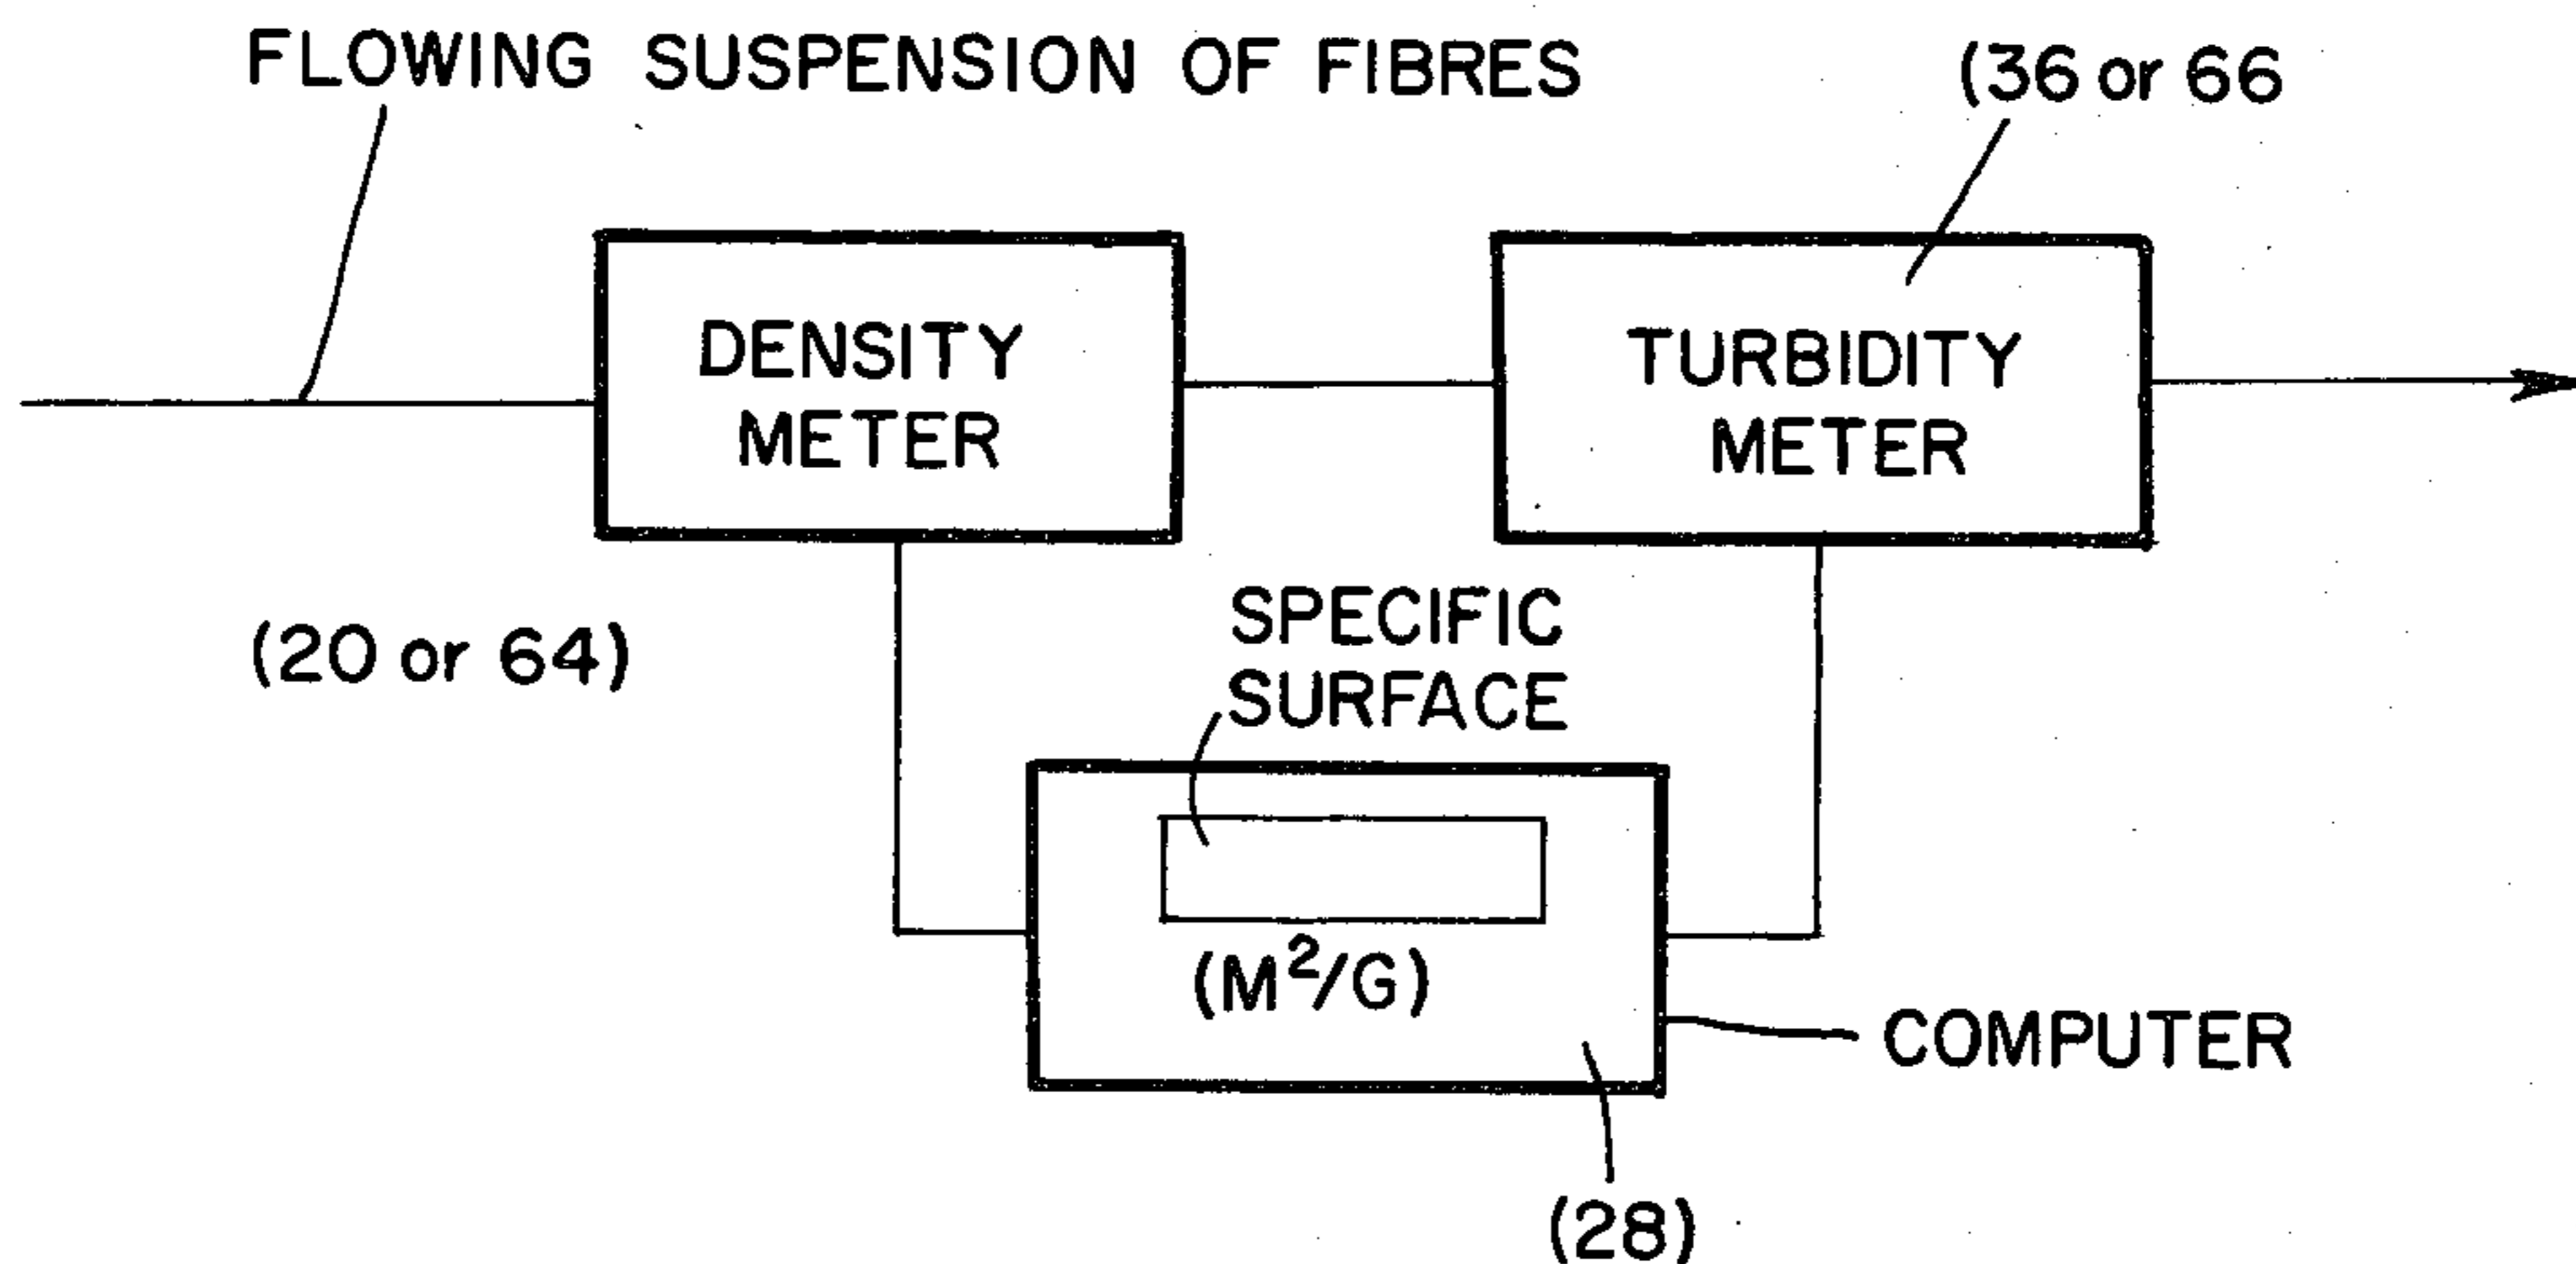 FLOWING SUSPENSION OF FIBRES
(36 or 66
DENSITY
METER
TURBIDITY
METER
(20 or 64)
SPECIFIC
SURFACE
(M²/G)
COMPUTER
(28)